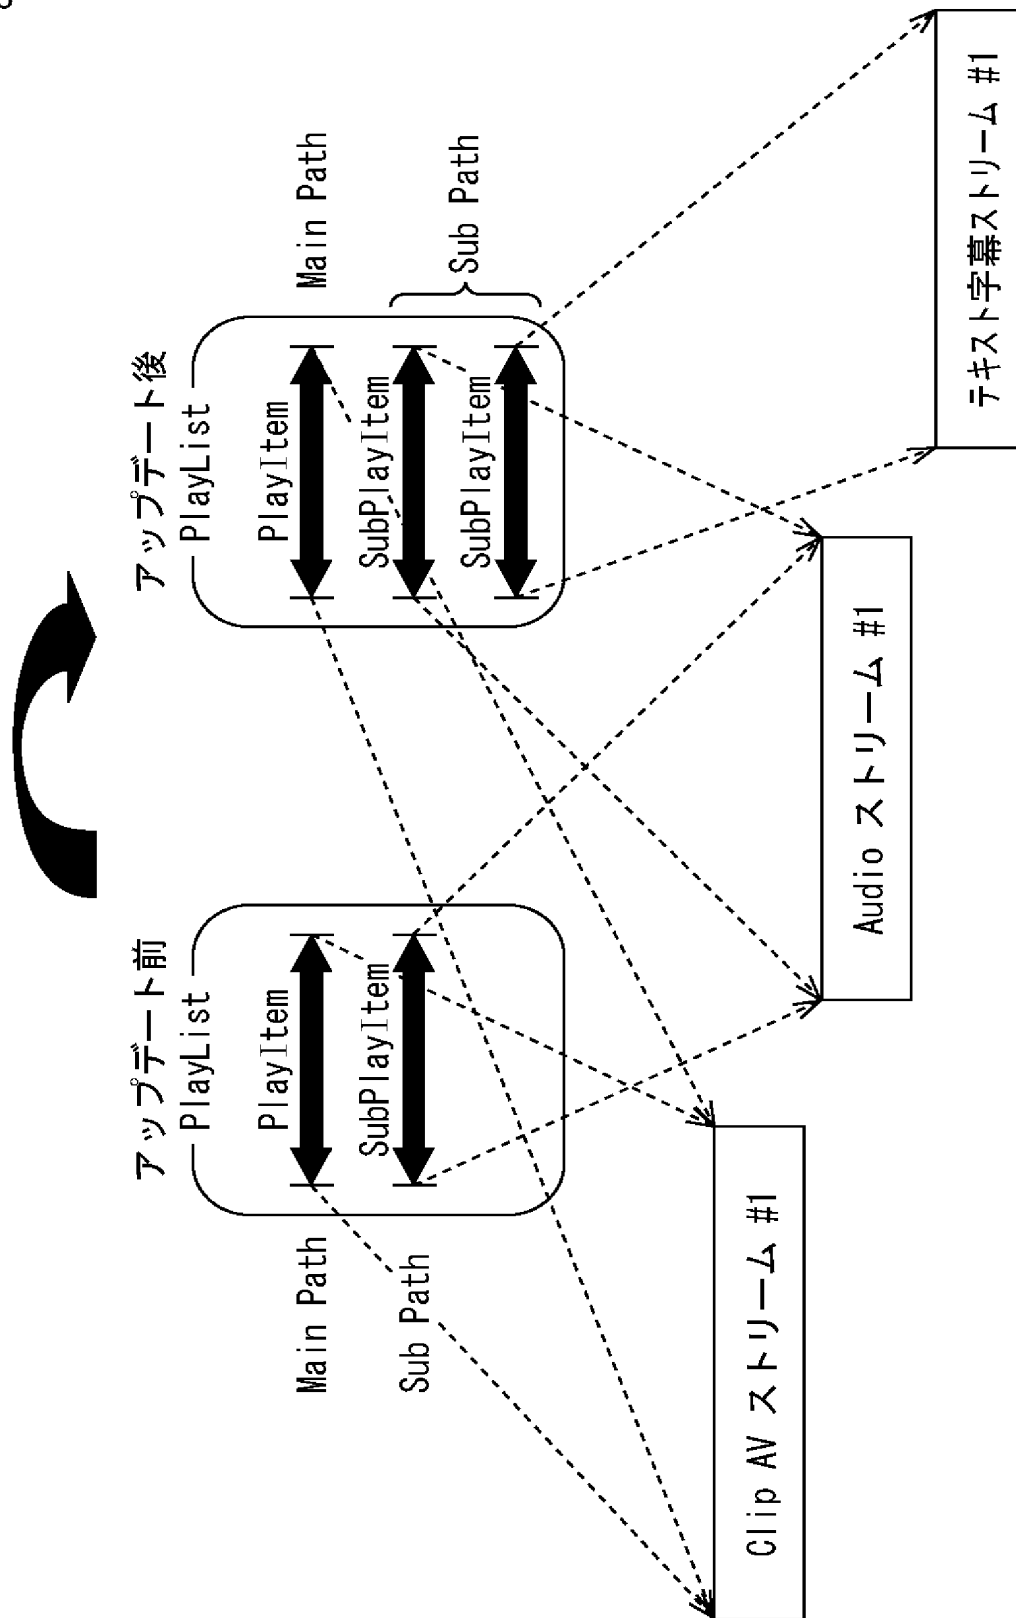 アップデート前
PlayList
Main Path
PlayItem
Sub Path
SubPlayItem
アップデート後
PlayList
PlayItem
Main Path
SubPlayItem
SubPlayItem
Sub Path
Clip AV ストリーム #1
Audio ストリーム #1
テキスト字幕ストリーム #1